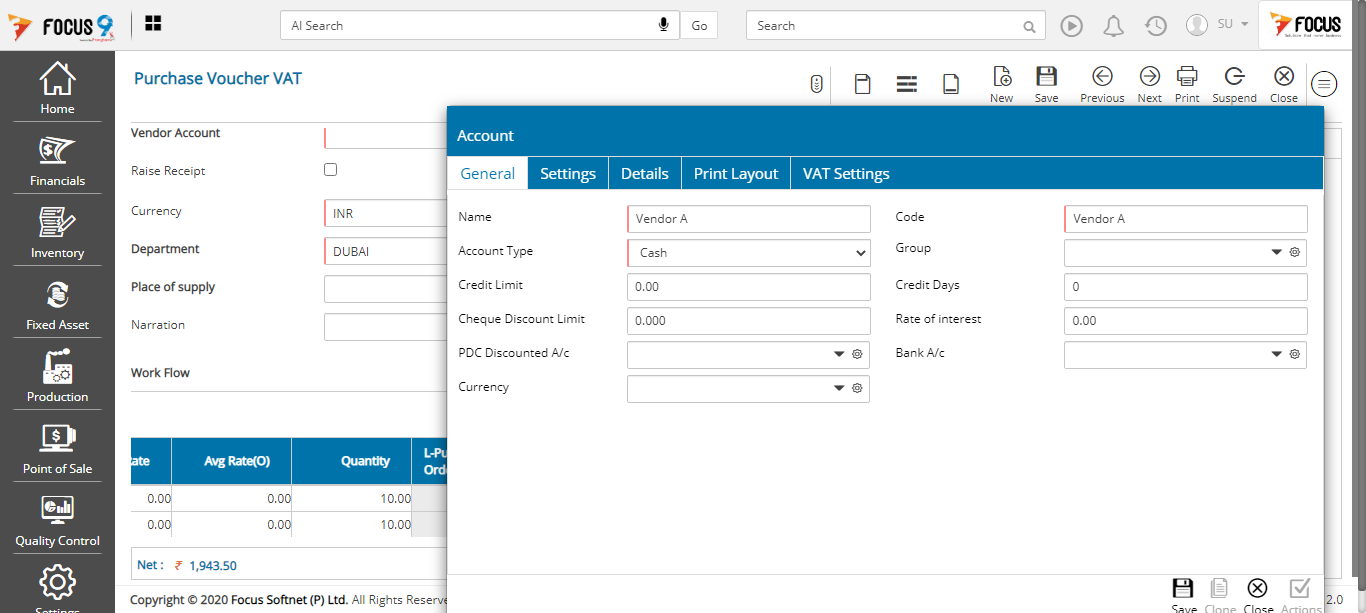 FOCUS 9
AI Search
Go
Search
SU
FOCUS
Home
Financials
Inventory
Fixed Asset
Production
Point of Sale
Quality Control
Settings
Purchase Voucher VAT
New
Save
Previous
Next
Print
Suspend
Close
Vendor Account
Raise Receipt
Currency
INR
Department
DUBAI
Place of supply
Narration
Work Flow
ate Avg Rate(O) Quantity L-Pu
Orde
0.00 0.00 10.00
0.00 0.00 10.00
Net : ₹ 1,943.50
Copyright © 2020 Focus Softnet (P) Ltd. All Rights Reserve
2.0
Account
General Settings Details Print Layout VAT Settings
Name Vendor A Code Vendor A
Account Type Cash Group
Credit Limit 0.00 Credit Days 0
Cheque Discount Limit 0.000 Rate of interest 0.00
PDC Discounted A/c Bank A/c
Currency
Save Clone Close Actions